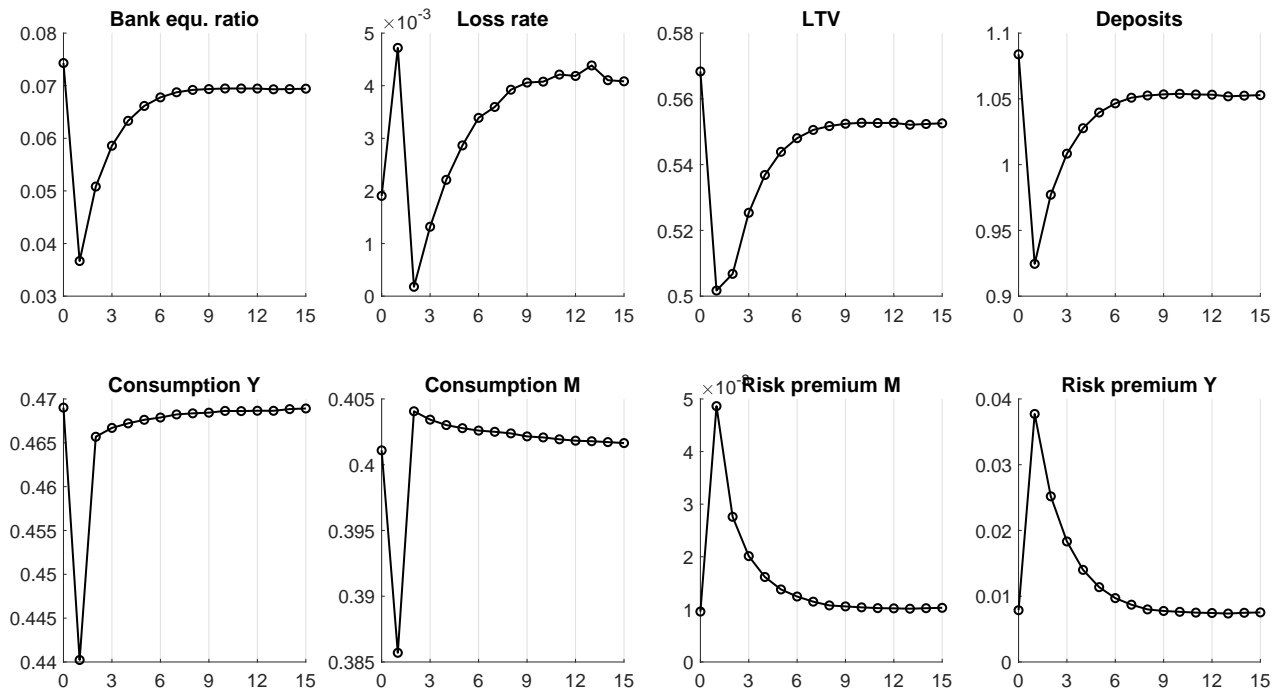 Bank equ. ratio
0.08
0.07
0.06
0.05
0.04
0.03
0 3 6 9 12 15
×10-3
Loss rate
5
4
3
2
1
0
0 3 6 9 12 15
LTV
0.58
0.56
0.54
0.52
0.5
0 3 6 9 12 15
Deposits
1.1
1.05
1
0.95
0.9
0 3 6 9 12 15
Consumption Y
0.47
0.465
0.46
0.455
0.45
0.445
0.44
0 3 6 9 12 15
Consumption M
0.405
0.4
0.395
0.39
0.385
0 3 6 9 12 15
Risk premium M
5
4
3
2
1
0
0 3 6 9 12 15
Risk premium Y
0.04
0.03
0.02
0.01
0
0 3 6 9 12 15